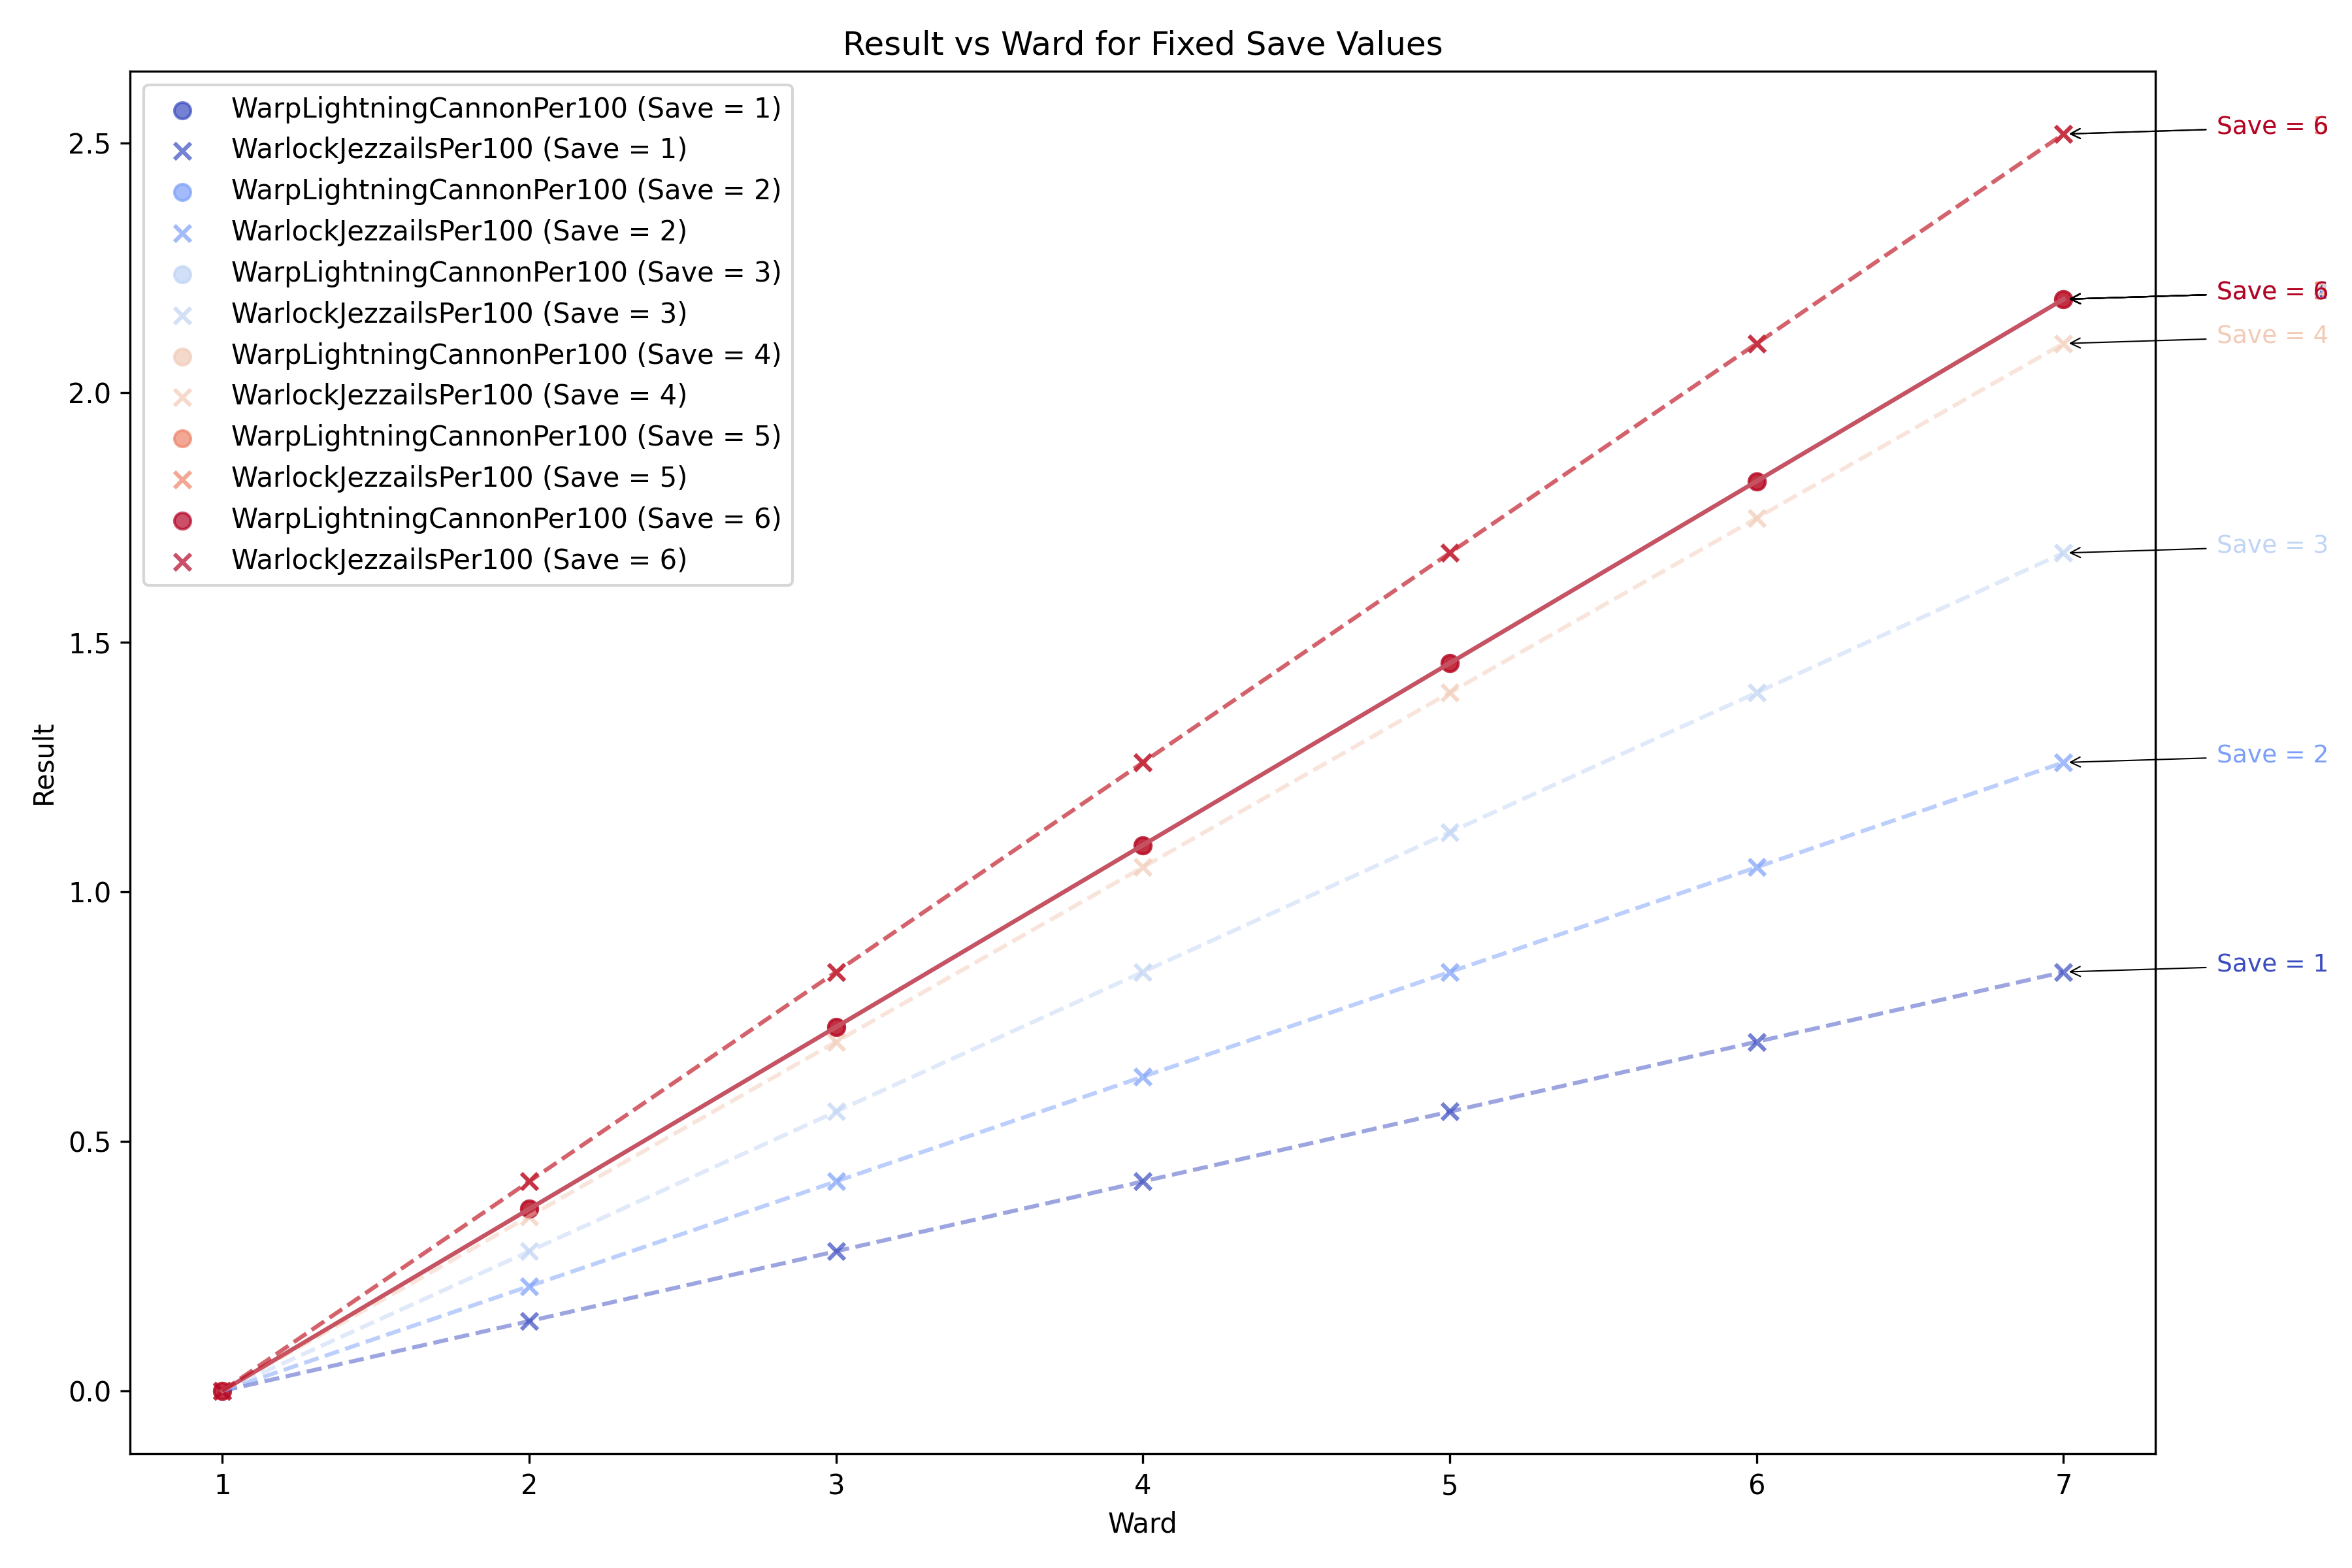 Result vs Ward for Fixed Save Values
WarpLightningCannonPer100 (Save = 1)
WarlockJezzailsPer100 (Save = 1)
WarpLightningCannonPer100 (Save = 2)
WarlockJezzailsPer100 (Save = 2)
WarpLightningCannonPer100 (Save = 3)
WarlockJezzailsPer100 (Save = 3)
WarpLightningCannonPer100 (Save = 4)
WarlockJezzailsPer100 (Save = 4)
WarpLightningCannonPer100 (Save = 5)
WarlockJezzailsPer100 (Save = 5)
WarpLightningCannonPer100 (Save = 6)
WarlockJezzailsPer100 (Save = 6)
2.5
2.0
1.5
1.0
0.5
0.0
Result
Save = 6
Save = 6
Save = 4
Save = 3
Save = 2
Save = 1
1 2 3 4 5 6 7
Ward